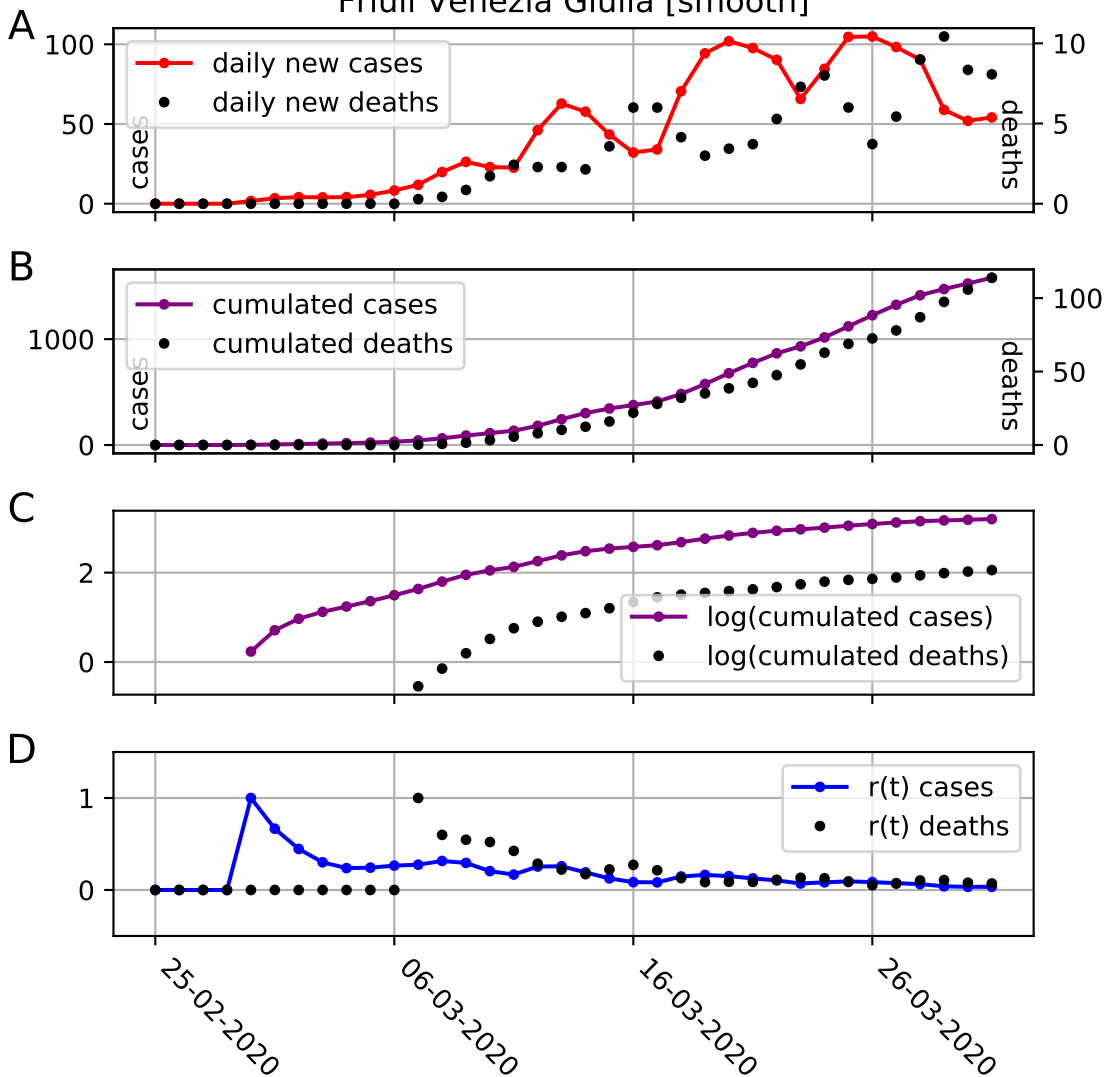 Friuli Venezia Giulia [smooth]
A
100
50
0
cases
daily new cases
daily new deaths
10
5
0
deaths
B
1000
0
cases
cumulated cases
cumulated deaths
100
50
0
deaths
C
2
0
log(cumulated cases)
log(cumulated deaths)
D
1
0
r(t) cases
r(t) deaths
25-02-2020
06-03-2020
16-03-2020
26-03-2020